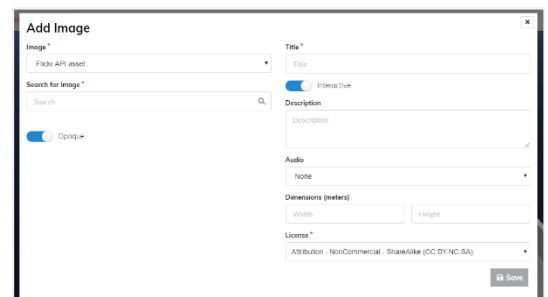 Add Image
×
Image *
Flickr API asset
Search for Image *
Search
Opaque
Title *
Title
Interactive
Description
Description
Audio
None
Dimensions (meters)
Width
Height
License *
Attribution - NonCommercial - ShareAlike (CC BY-NC-SA)
Save